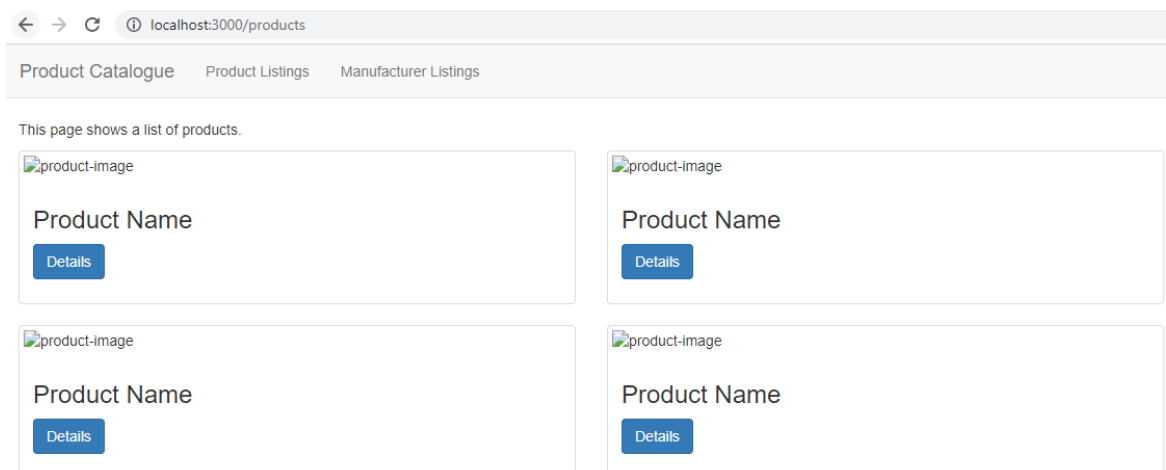 localhost:3000/products
Product Catalogue Product Listings Manufacturer Listings
This page shows a list of products.
product-image product-image
Product Name Product Name
Details Details
product-image product-image
Product Name Product Name
Details Details